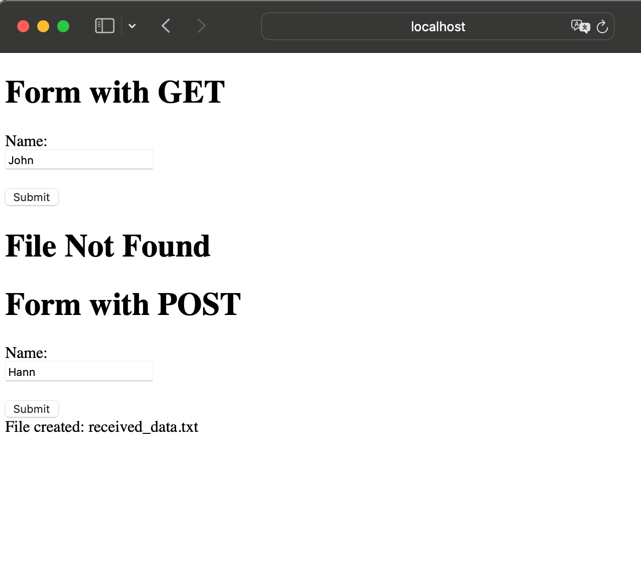 localhost
Form with GET
Name:
John
Submit
File Not Found
Form with POST
Name:
Hann
Submit
File created: received_data.txt